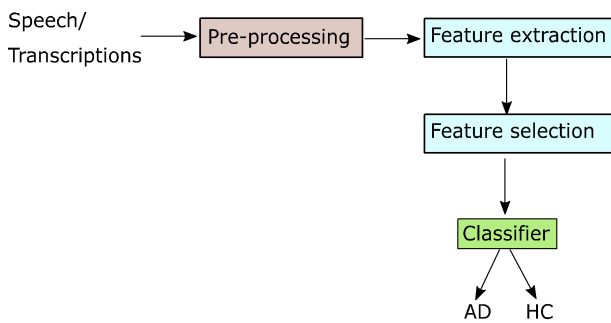 Speech/
Transcriptions
Pre-processing
Feature extraction
Feature selection
Classifier
AD HC